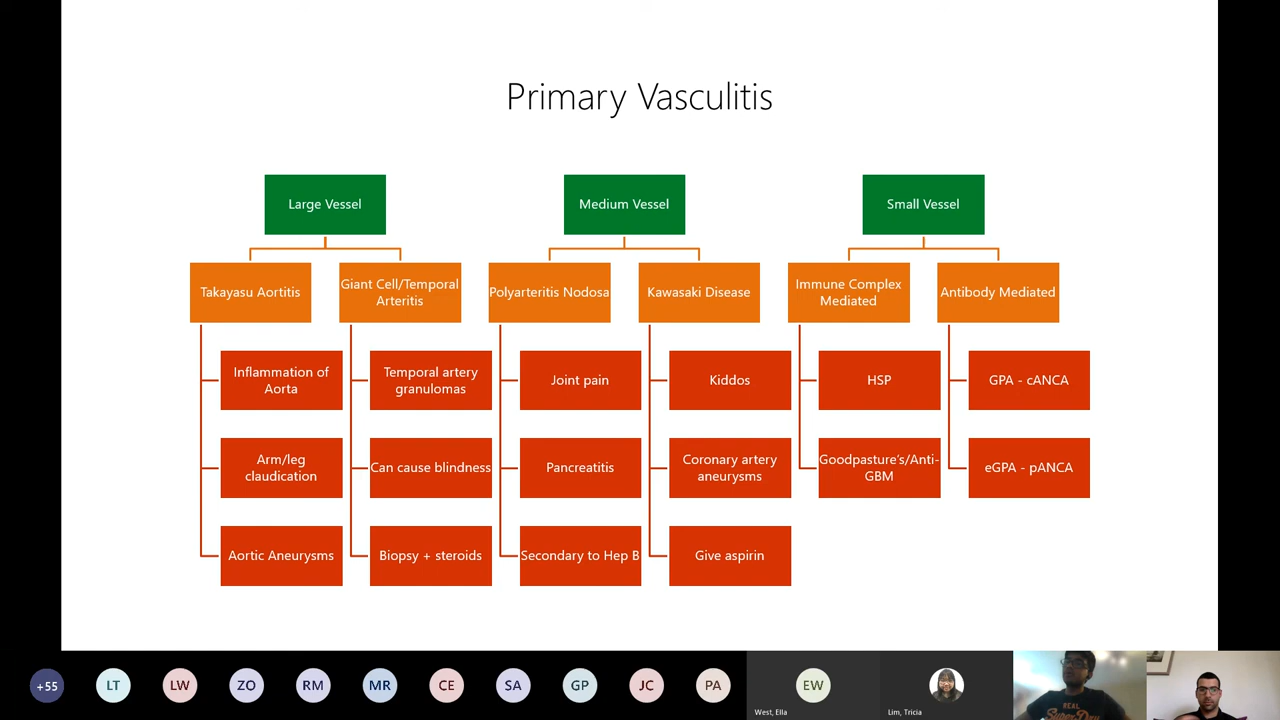 Primary Vasculitis
Large Vessel
Medium Vessel
Small Vessel
Takayasu Aortitis
Giant Cell/Temporal
Arteritis
Polyarteritis Nodosa
Kawasaki Disease
Immune Complex
Mediated
Antibody Mediated
Inflammation of
Aorta
Temporal artery
granulomas
Joint pain
Kiddos
HSP
GPA - cANCA
Arm/leg
claudication
Can cause blindness
Pancreatitis
Coronary artery
aneurysms
Goodpasture's/Anti-
GBM
eGPA - pANCA
Aortic Aneurysms
Biopsy + steroids
Secondary to Hep B
Give aspirin
+55
LT
LW
ZO
RM
MR
CE
SA
GP
JC
PA
EW
West, Ella
Lim, Tricia
REAL